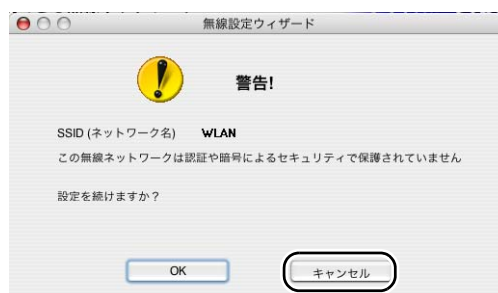 無線設定ウィザード
警告!
SSID (ネットワーク名) WLAN
この無線ネットワークは認証や暗号によるセキュリティで保護されていません
設定を続けますか？
OK キャンセル